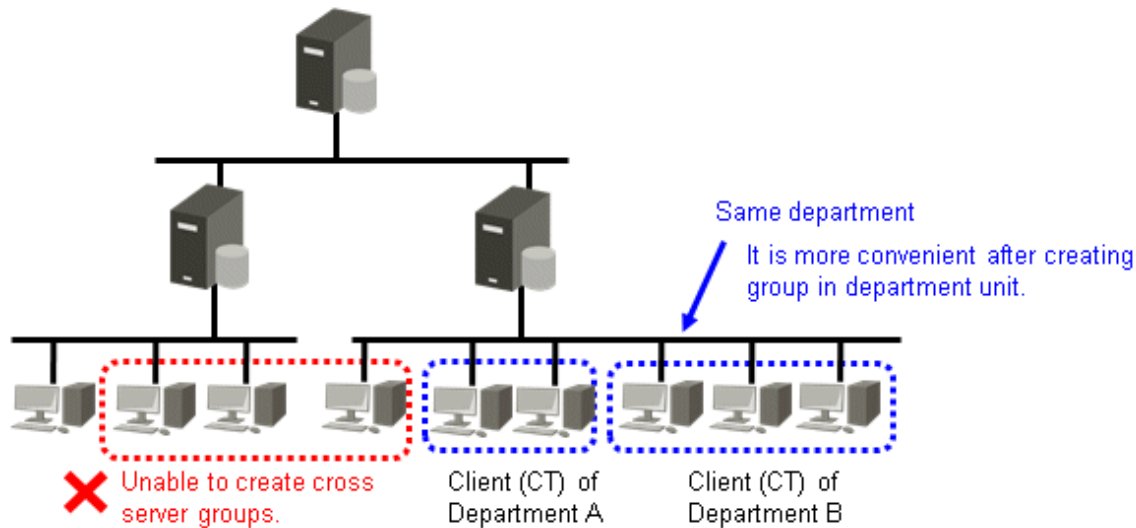 Same department
It is more convenient after creating
group in department unit.
Unable to create cross
server groups.
Client (CT) of
Department A
Client (CT) of
Department B